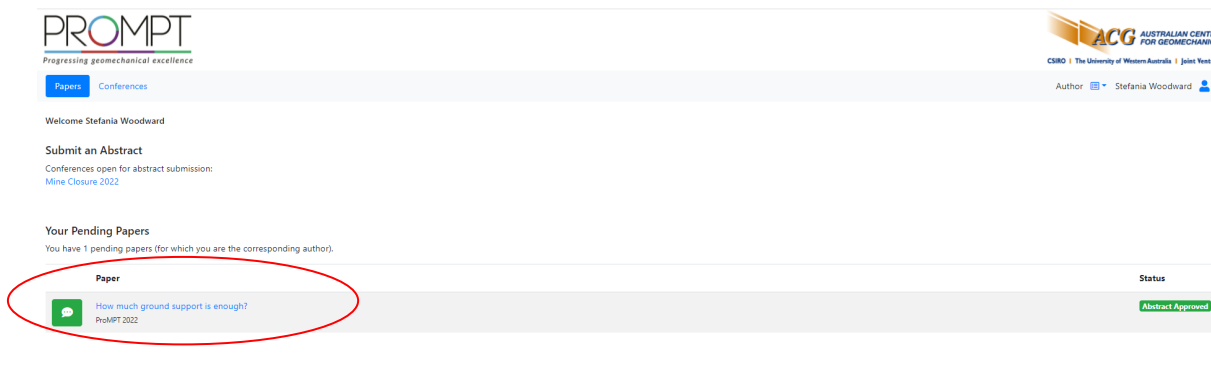 PROMPT
Progressing geomechanical excellence
ACG AUSTRALIAN CENT
FOR GEOMECHANI
CSIRO | The University of Western Australia | Joint Vent
Papers Conferences Author Stefania Woodward
Welcome Stefania Woodward
Submit an Abstract
Conferences open for abstract submission:
Mine Closure 2022
Your Pending Papers
You have 1 pending papers (for which you are the corresponding author).
Paper Status
How much ground support is enough? Abstract Approved
ProMPT 2022